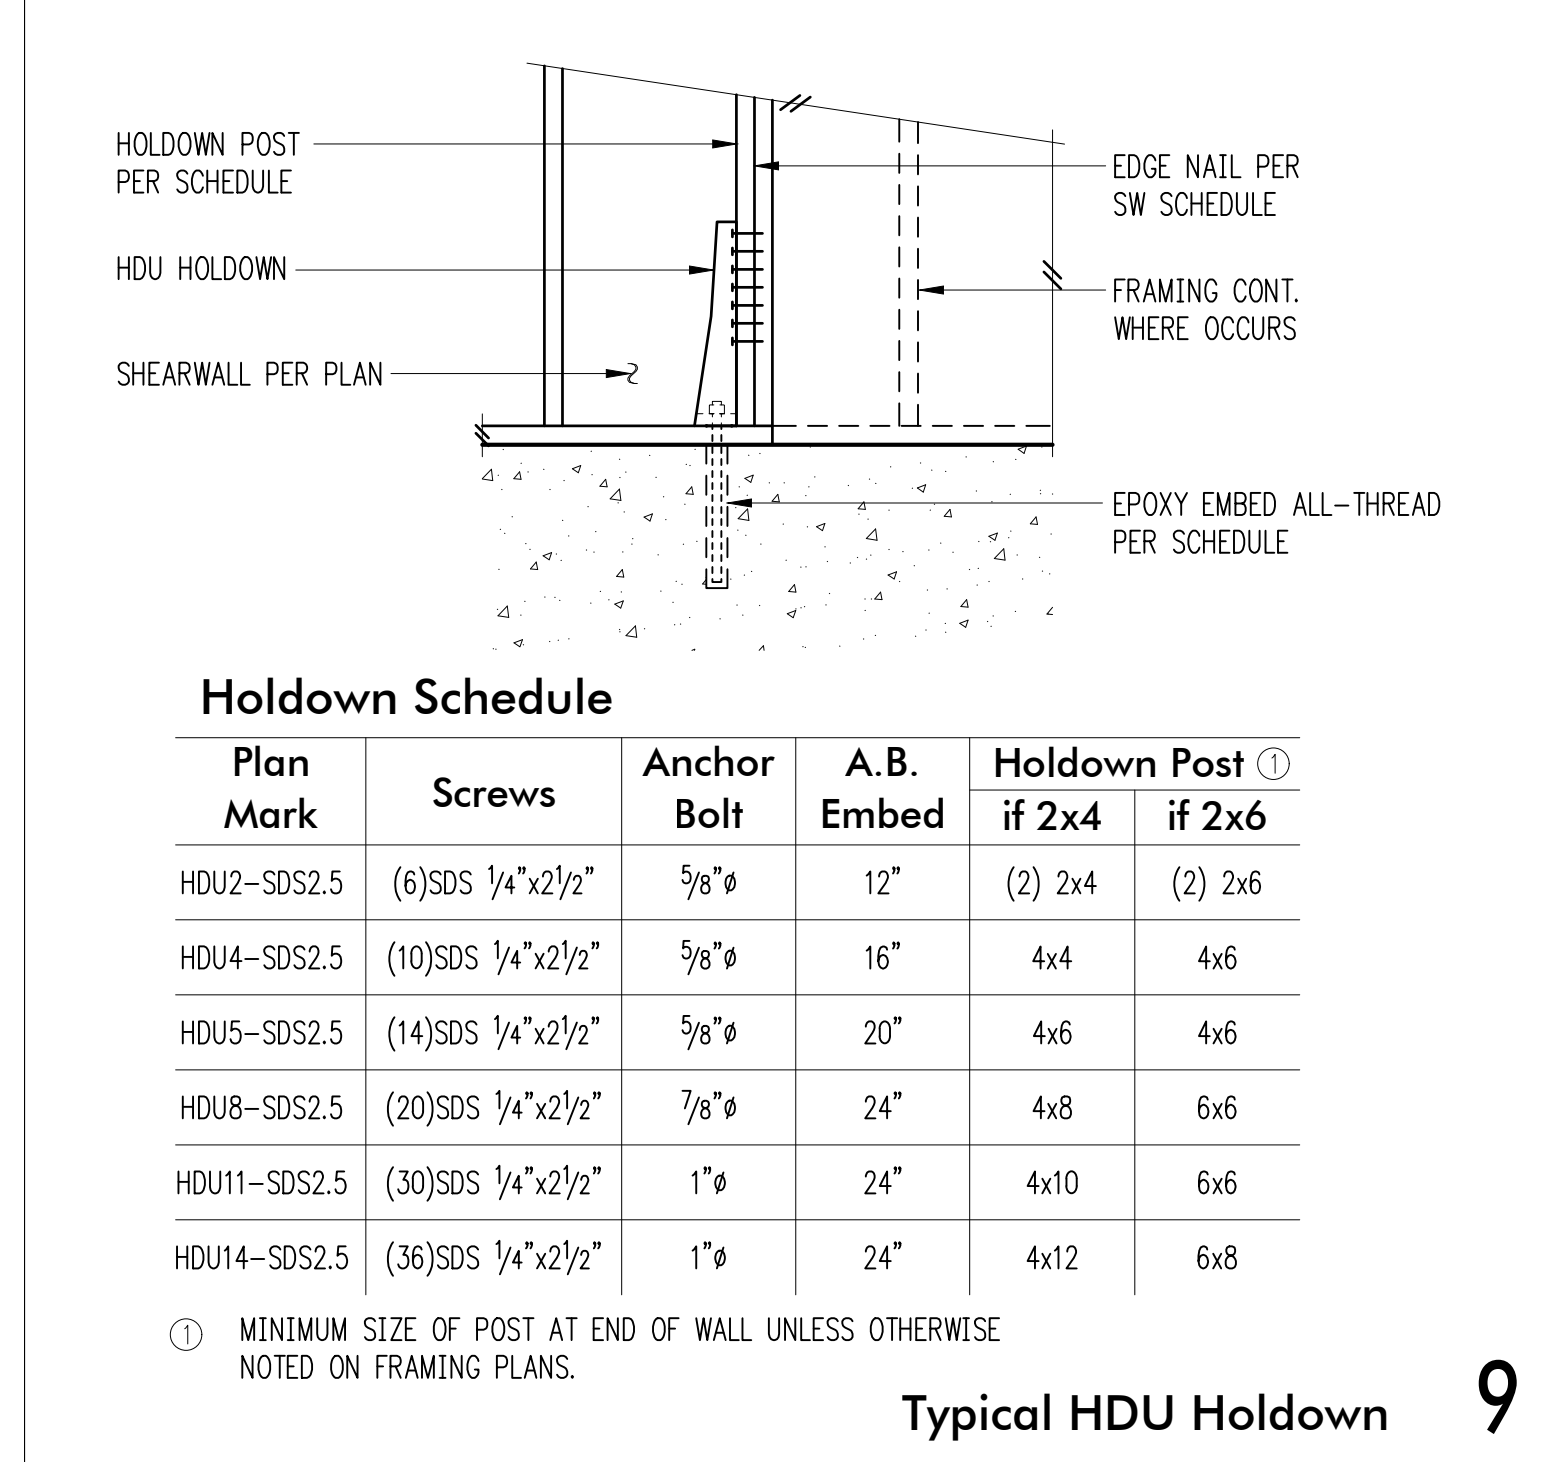 HOLDOWN POST
PER SCHEDULE
EDGE NAIL PER
SW SCHEDULE
HDU HOLDOWN
FRAMING CONT.
WHERE OCCURS
SHEARWALL PER PLAN
EPOXY EMBED ALL-THREAD
PER SCHEDULE
Holdown Schedule
Plan Mark Screws Anchor Bolt A.B. Embed Holdown Post ①
if 2x4 if 2x6
HDU2-SDS2.5 (6)SDS 1/4"x2 1/2" 5/8"ø 12" (2) 2x4 (2) 2x6
HDU4-SDS2.5 (10)SDS 1/4"x2 1/2" 5/8"ø 16" 4x4 4x6
HDU5-SDS2.5 (14)SDS 1/4"x2 1/2" 5/8"ø 20" 4x6 4x6
HDU8-SDS2.5 (20)SDS 1/4"x2 1/2" 7/8"ø 24" 4x8 6x6
HDU11-SDS2.5 (30)SDS 1/4"x2 1/2" 1"ø 24" 4x10 6x6
HDU14-SDS2.5 (36)SDS 1/4"x2 1/2" 1"ø 24" 4x12 6x8
① MINIMUM SIZE OF POST AT END OF WALL UNLESS OTHERWISE
NOTED ON FRAMING PLANS.
Typical HDU Holdown 9